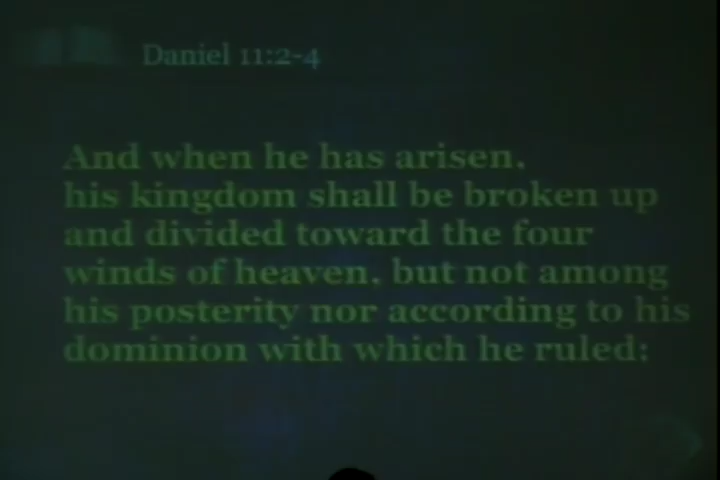 Daniel 11:2-4
And when he has arisen,
his kingdom shall be broken up
and divided toward the four
winds of heaven, but not among
his posterity nor according to his
dominion with which he ruled;